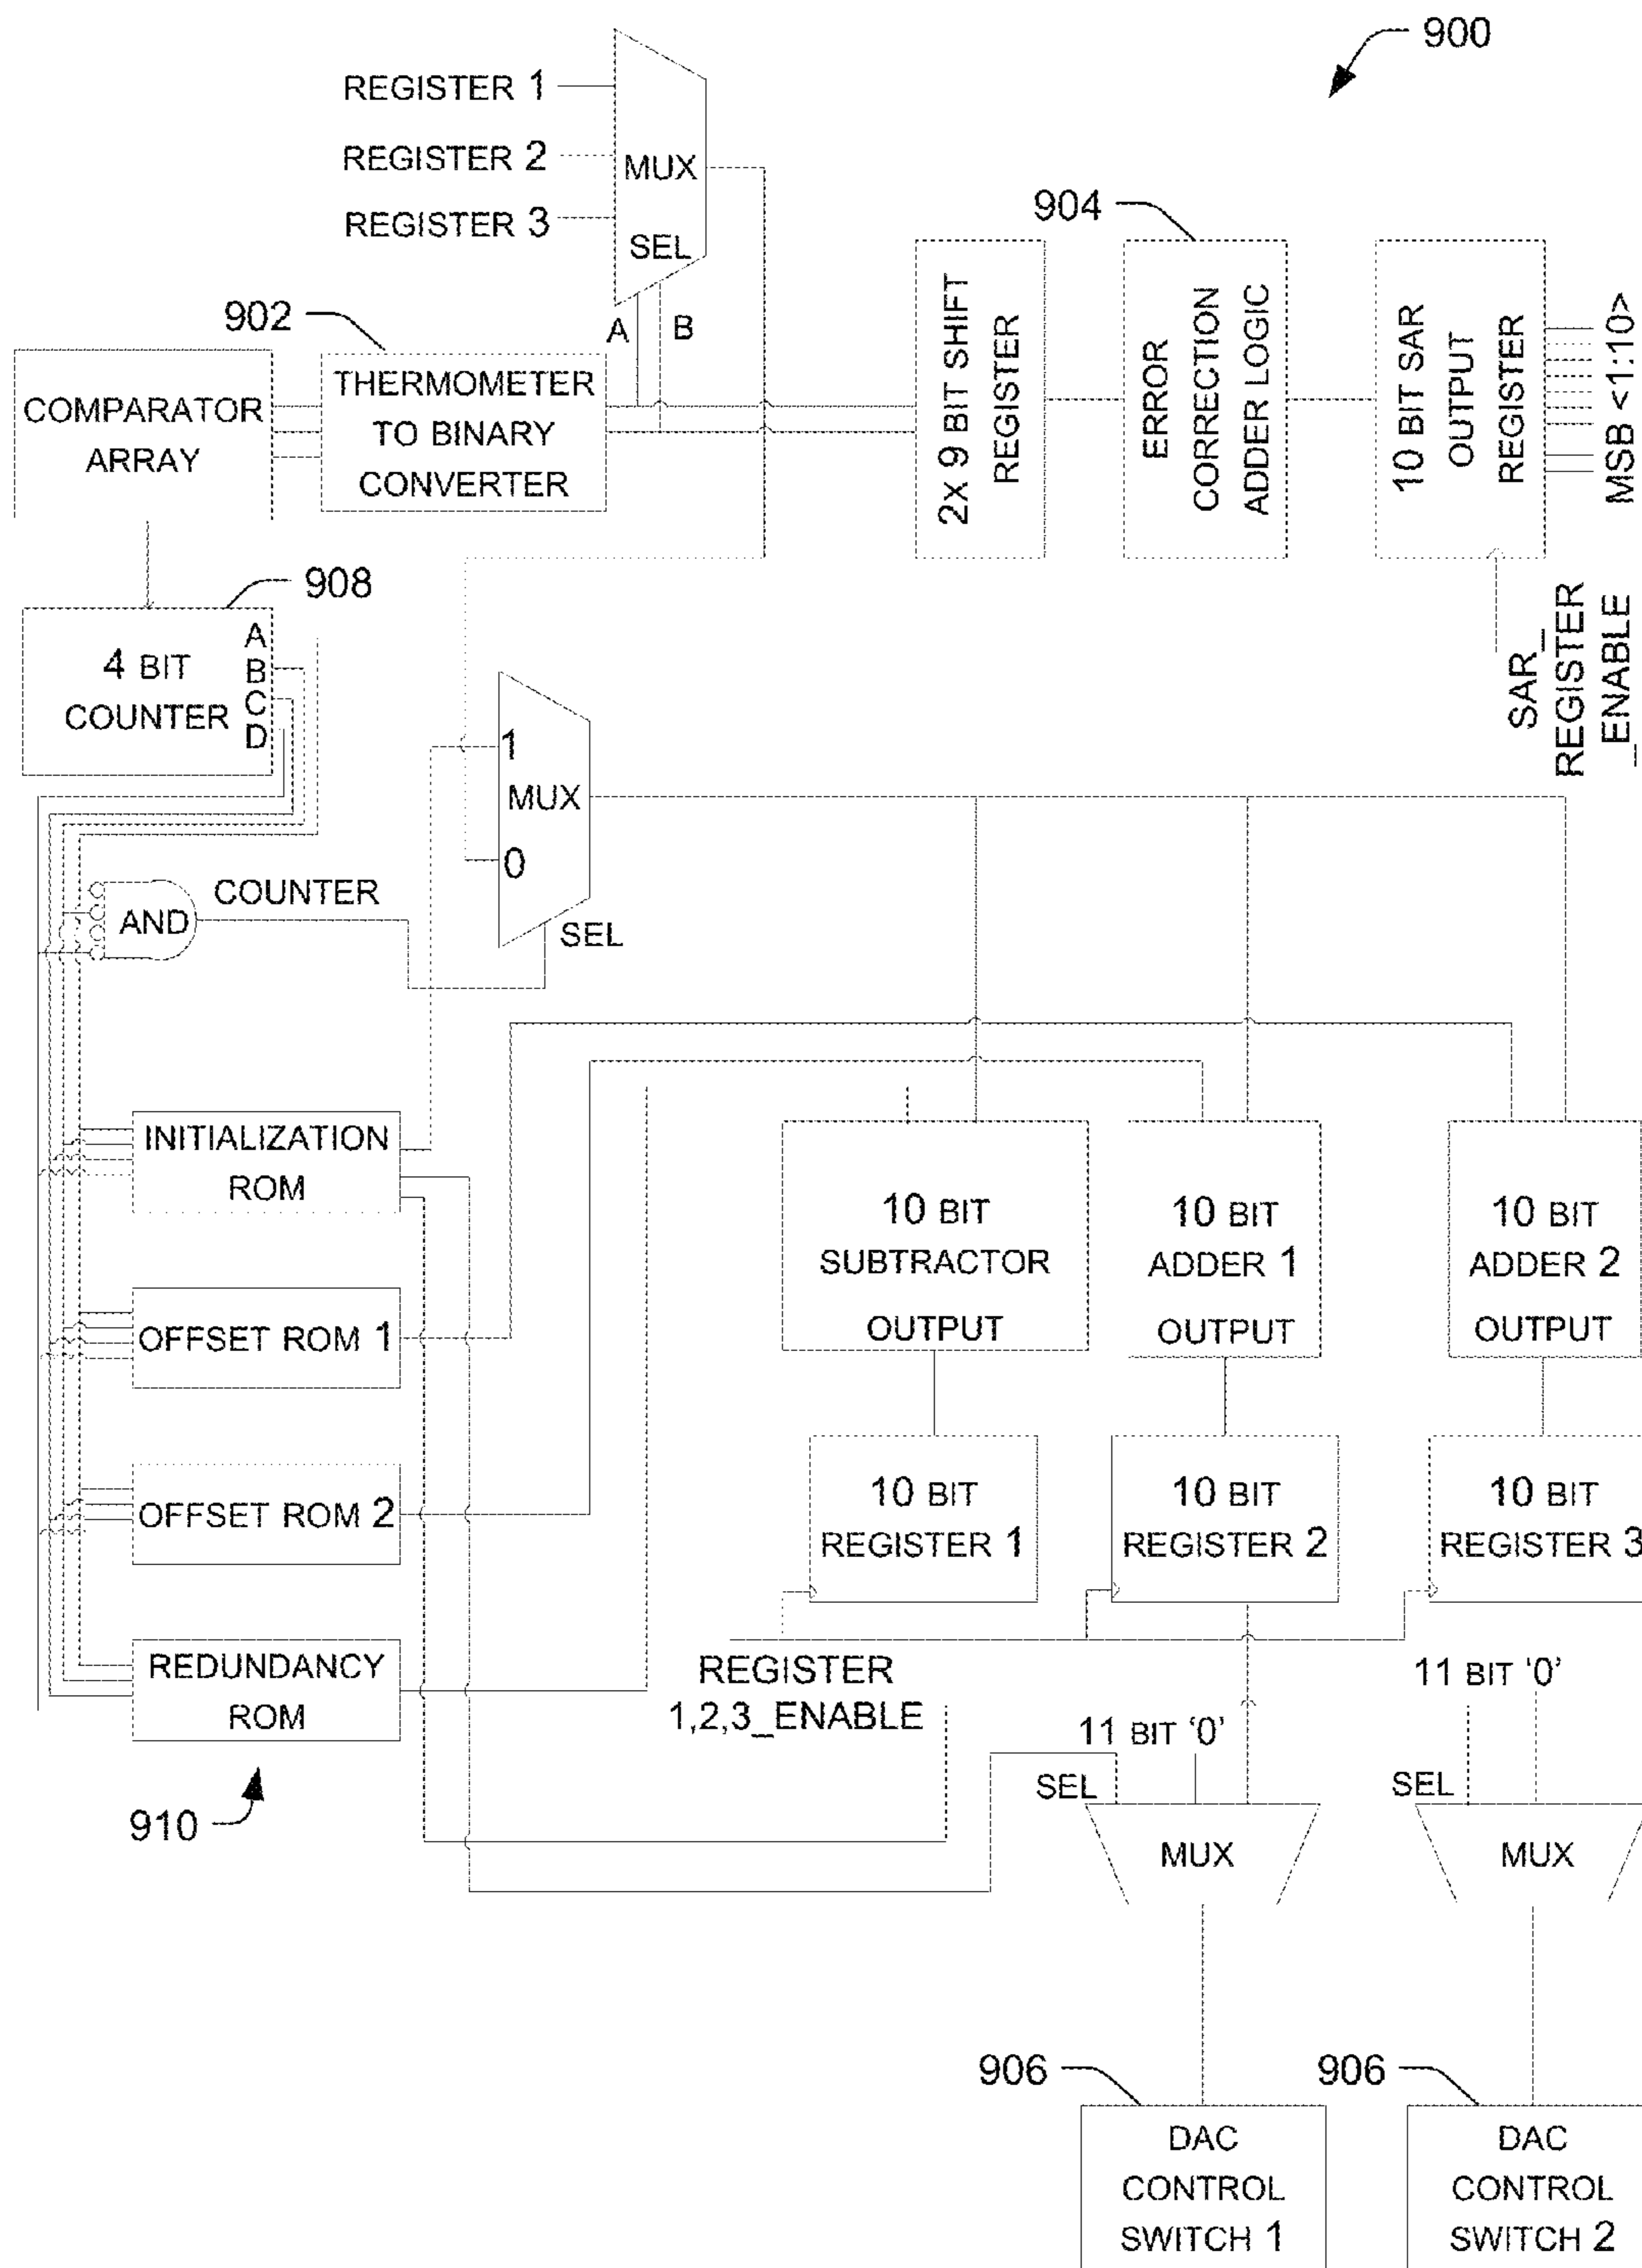 900
REGISTER 1
REGISTER 2
REGISTER 3
MUX
SEL
A
B
902
904
COMPARATOR
ARRAY
THERMOMETER
TO BINARY
CONVERTER
2x 9 BIT SHIFT
REGISTER
ERROR
CORRECTION
ADDER LOGIC
10 BIT SAR
OUTPUT
REGISTER
MSB <1:10>
SAR_
REGISTER
_ENABLE
908
4 BIT
COUNTER
A
B
C
D
1
MUX
0
SEL
AND
COUNTER
INITIALIZATION
ROM
OFFSET ROM 1
OFFSET ROM 2
REDUNDANCY
ROM
910
10 BIT
SUBTRACTOR
OUTPUT
10 BIT
ADDER 1
OUTPUT
10 BIT
ADDER 2
OUTPUT
10 BIT
REGISTER 1
10 BIT
REGISTER 2
10 BIT
REGISTER 3
REGISTER
1,2,3_ENABLE
11 BIT ‘0’
SEL
MUX
11 BIT ‘0’
SEL
MUX
906
DAC
CONTROL
SWITCH 1
906
DAC
CONTROL
SWITCH 2